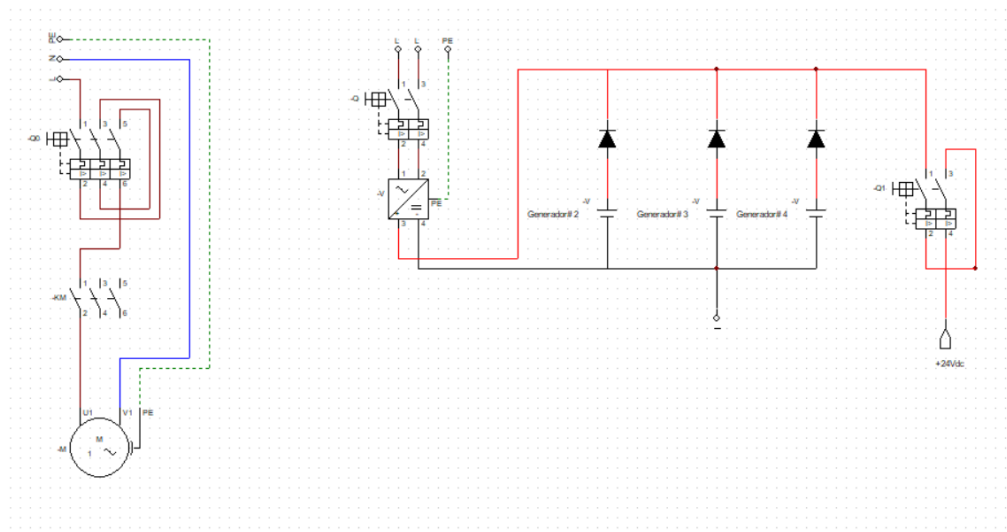 PE
N
L
-Q0
1 3 5
2 4 6
-KM
1 3 5
2 4 6
U1 V1 PE
-M
M
1
L L PE
-Q
1 3
2 4
1 2
-V
PE
3 4
-V
Generador# 2
-V
Generador# 3
-V
Generador# 4
-Q1
1 3
2 4
+24Vdc